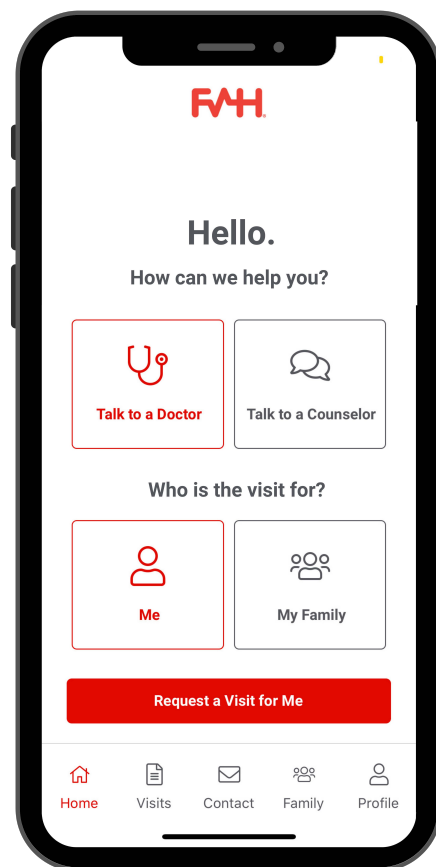 FAH
Hello.
How can we help you?
Talk to a Doctor
Talk to a Counselor
Who is the visit for?
Me
My Family
Request a Visit for Me
Home
Visits
Contact
Family
Profile